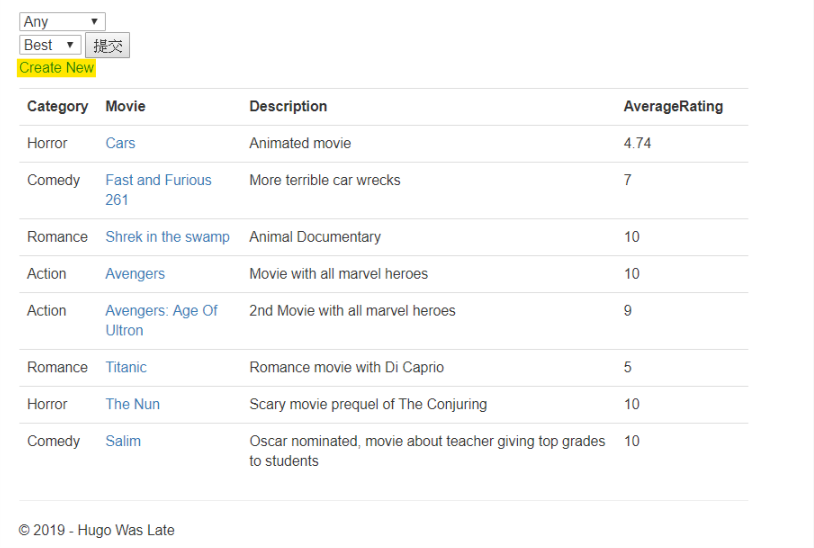 Any
Best 提交
Create New
Category Movie Description AverageRating
Horror Cars Animated movie 4.74
Comedy Fast and Furious More terrible car wrecks 7
261
Romance Shrek in the swamp Animal Documentary 10
Action Avengers Movie with all marvel heroes 10
Action Avengers: Age Of 2nd Movie with all marvel heroes 9
Ultron
Romance Titanic Romance movie with Di Caprio 5
Horror The Nun Scary movie prequel of The Conjuring 10
Comedy Salim Oscar nominated, movie about teacher giving top grades 10
to students
© 2019 - Hugo Was Late